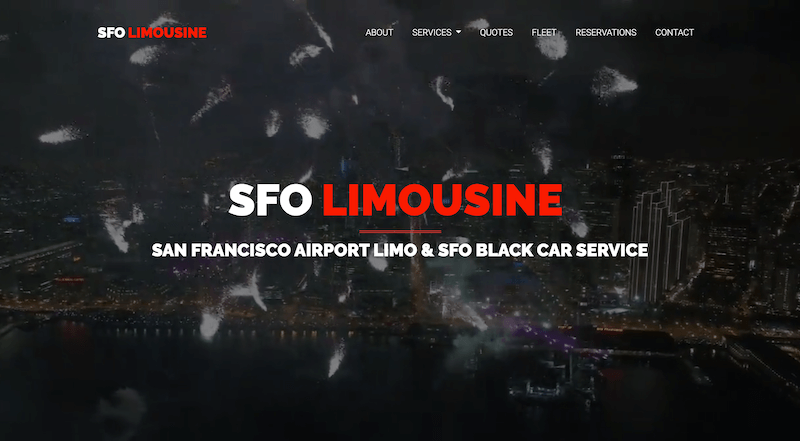 SFO LIMOUSINE
ABOUT
SERVICES
QUOTES
FLEET
RESERVATIONS
CONTACT
SFO LIMOUSINE
SAN FRANCISCO AIRPORT LIMO & SFO BLACK CAR SERVICE